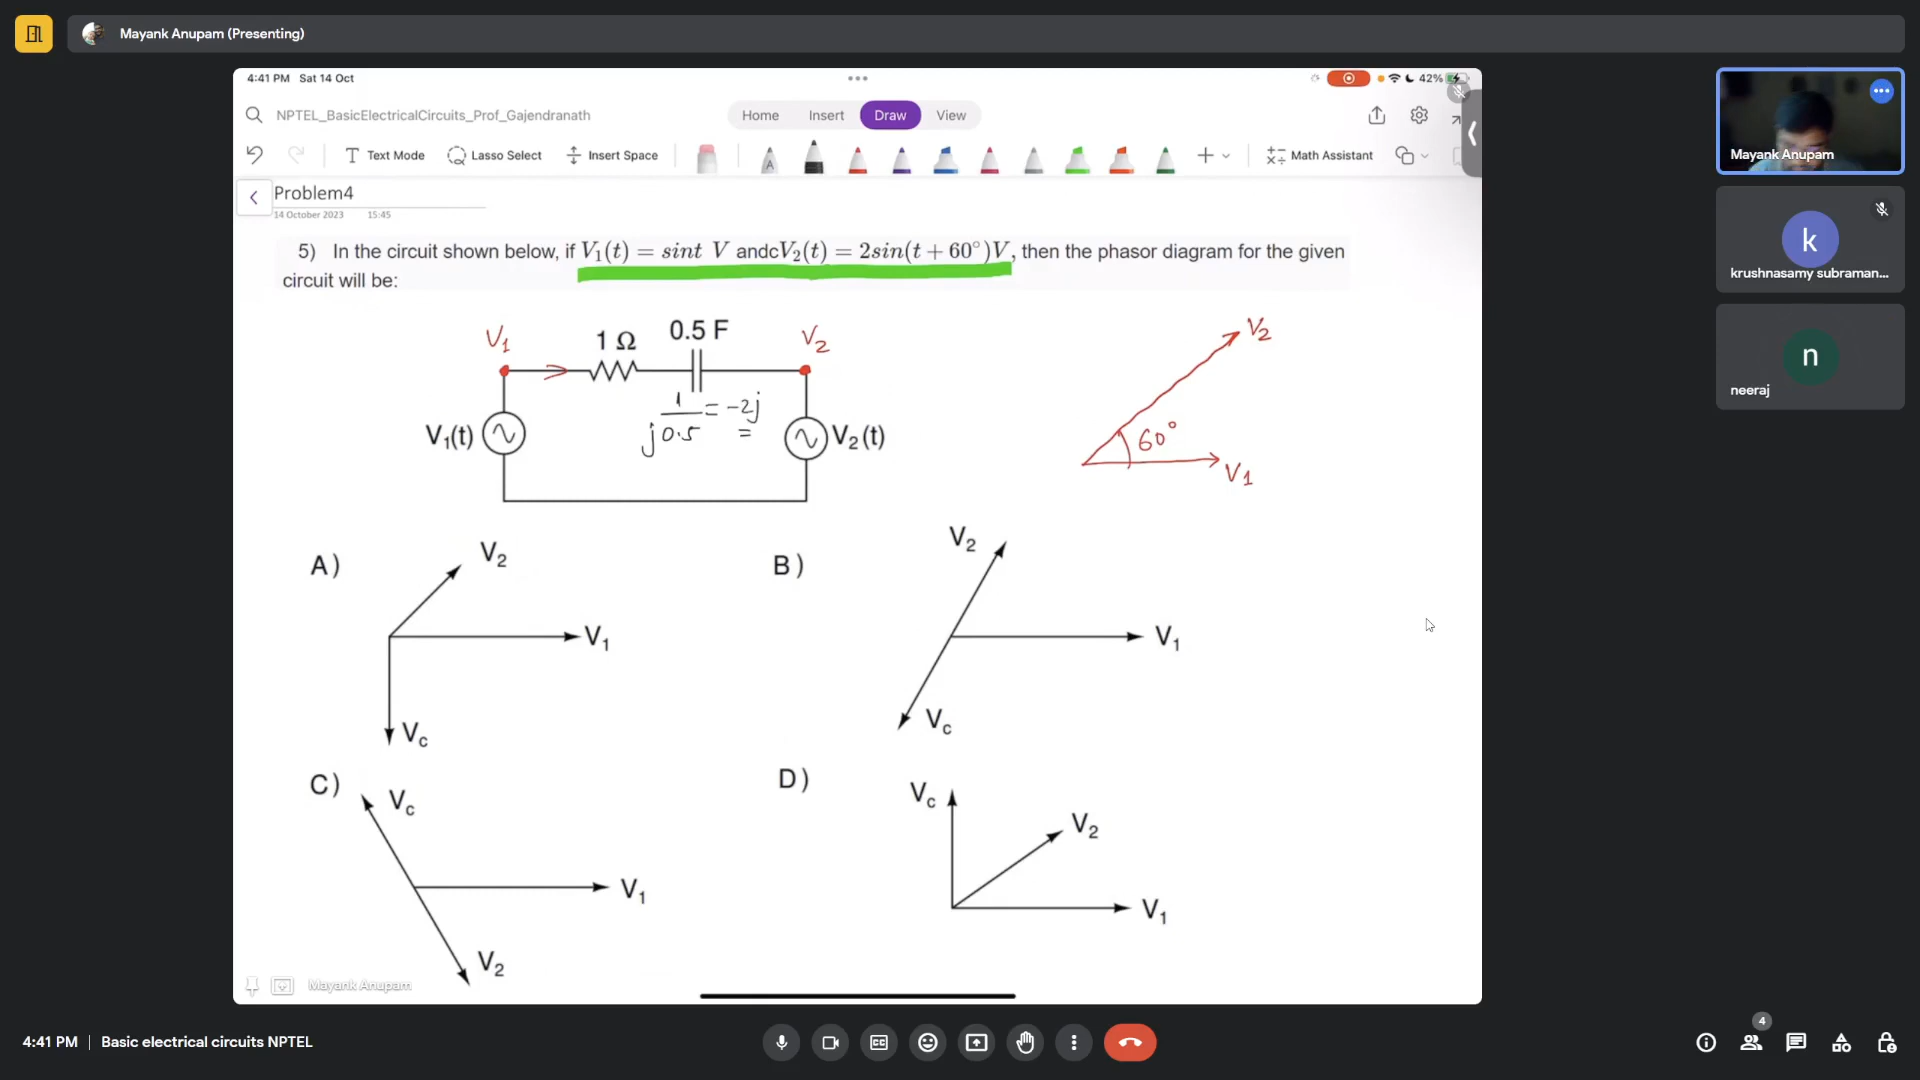 Mayank Anupam (Presenting)
4:41 PM Sat 14 Oct
42%
NPTEL_BasicElectricalCircuits_Prof_Gajendranath
Home Insert Draw View
Text Mode Lasso Select Insert Space A Math Assistant
Problem4
14 October 2023 15:45
5) In the circuit shown below, if V₁(t) = sint V andcV₂(t) = 2sin(t + 60°)V, then the phasor diagram for the given
circuit will be:
V₁ 1 Ω 0.5 F V₂
1/j0.5 = -2j
=
V₁(t) V₂(t)
V₂
60°
V₁
A) V₂
V₁
Vc
B) V₂
V₁
Vc
C) Vc
V₁
V₂
D) Vc
V₂
V₁
Mayank Anupam
Mayank Anupam
k
krushnasamy subraman...
n
neeraj
4:41 PM | Basic electrical circuits NPTEL
CC
4